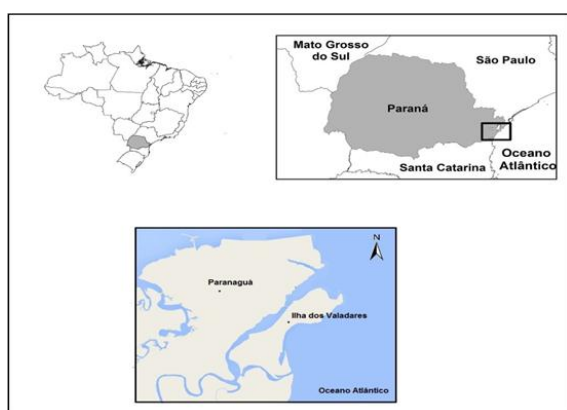 Mato Grosso
do Sul
São Paulo
Paraná
Oceano
Atlântico
Santa Catarina
N
Paranaguá
Ilha dos Valadares
Oceano Atlântico